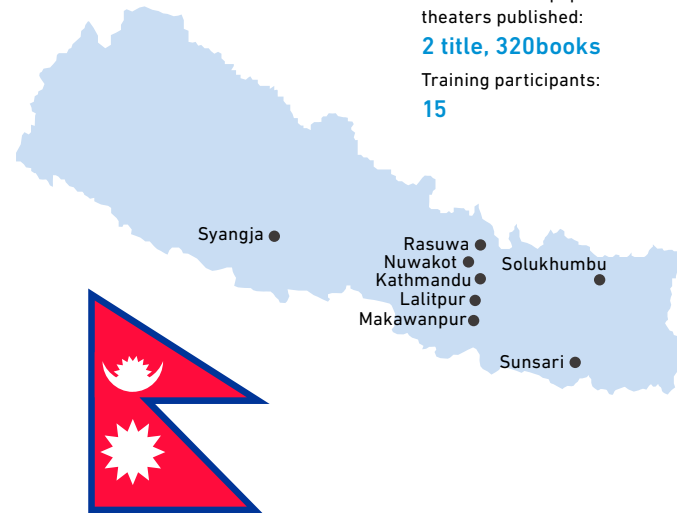 theaters published:
2 title, 320books
Training participants:
15
Syangja
Rasuwa
Nuwakot
Solukhumbu
Kathmandu
Lalitpur
Makawanpur
Sunsari